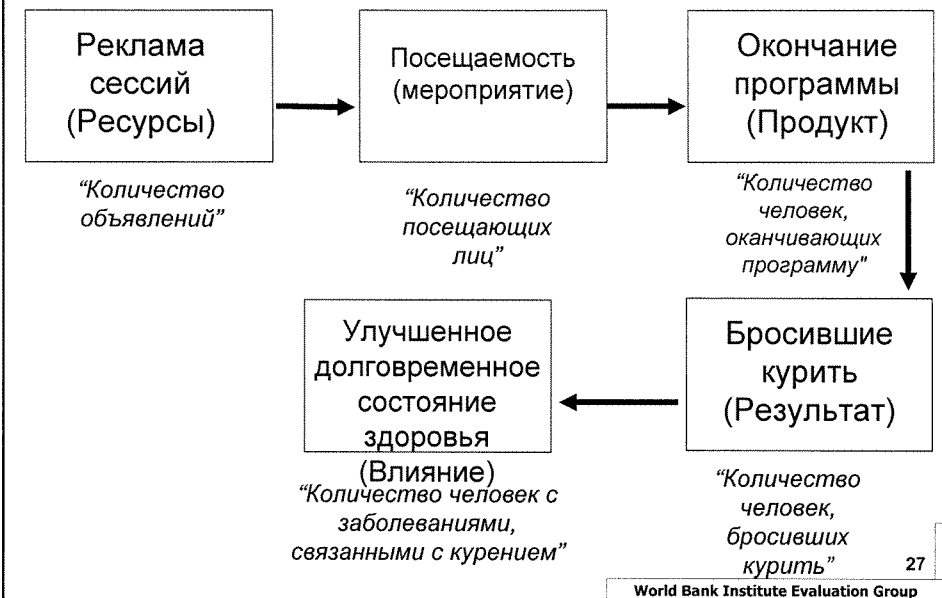 Реклама
сессий
(Ресурсы)
Посещаемость
(мероприятие)
Окончание
программы
(Продукт)
“Количество
объявлений”
“Количество
посещающих
лиц”
“Количество
человек,
оканчивающих
программу"
Улучшенное
долговременное
состояние
здоровья
(Влияние)
Бросившие
курить
(Результат)
“Количество человек с
заболеваниями,
связанными с курением”
“Количество
человек,
бросивших
курить”
27
World Bank Institute Evaluation Group